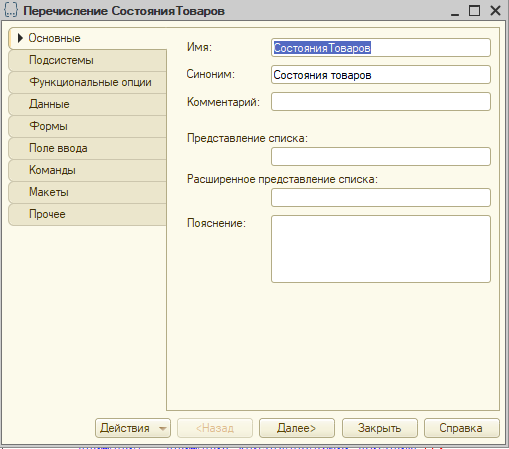 Перечисление СостоянияТоваров
Основные
Подсистемы
Функциональные опции
Данные
Формы
Поле ввода
Команды
Макеты
Прочее
Имя: СостоянияТоваров
Синоним: Состояния товаров
Комментарий:
Представление списка:
Расширенное представление списка:
Пояснение:
Действия <Назад Далее> Закрыть Справка